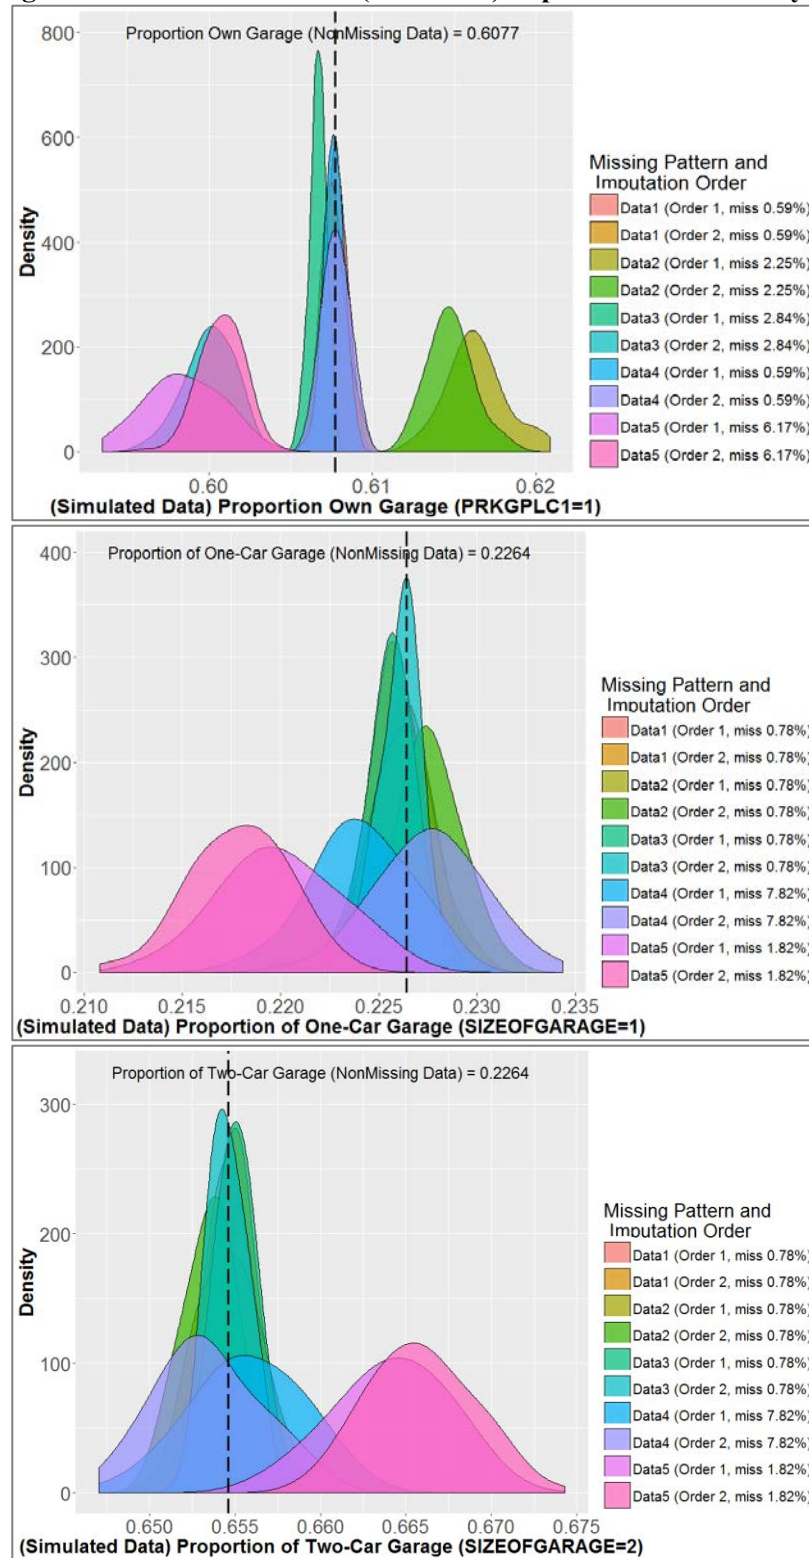 800-
Proportion Own Garage (NonMissing Data) = 0.6077
600-
400-
200-
0-
Density
0.60
0.61
0.62
(Simulated Data) Proportion Own Garage (PRKGPLC1=1)
Missing Pattern and
Imputation Order
Data1 (Order 1, miss 0.59%)
Data1 (Order 2, miss 0.59%)
Data2 (Order 1, miss 2.25%)
Data2 (Order 2, miss 2.25%)
Data3 (Order 1, miss 2.84%)
Data3 (Order 2, miss 2.84%)
Data4 (Order 1, miss 0.59%)
Data4 (Order 2, miss 0.59%)
Data5 (Order 1, miss 6.17%)
Data5 (Order 2, miss 6.17%)
400-
Proportion of One-Car Garage (NonMissing Data) = 0.2264
300-
200-
100-
0-
Density
0.210
0.215
0.220
0.225
0.230
0.235
(Simulated Data) Proportion of One-Car Garage (SIZEOFGARAGE=1)
Missing Pattern and
Imputation Order
Data1 (Order 1, miss 0.78%)
Data1 (Order 2, miss 0.78%)
Data2 (Order 1, miss 0.78%)
Data2 (Order 2, miss 0.78%)
Data3 (Order 1, miss 0.78%)
Data3 (Order 2, miss 0.78%)
Data4 (Order 1, miss 7.82%)
Data4 (Order 2, miss 7.82%)
Data5 (Order 1, miss 1.82%)
Data5 (Order 2, miss 1.82%)
Proportion of Two-Car Garage (NonMissing Data) = 0.2264
300-
200-
100-
0-
Density
0.650
0.655
0.660
0.665
0.670
0.675
(Simulated Data) Proportion of Two-Car Garage (SIZEOFGARAGE=2)
Missing Pattern and
Imputation Order
Data1 (Order 1, miss 0.78%)
Data1 (Order 2, miss 0.78%)
Data2 (Order 1, miss 0.78%)
Data2 (Order 2, miss 0.78%)
Data3 (Order 1, miss 0.78%)
Data3 (Order 2, miss 0.78%)
Data4 (Order 1, miss 7.82%)
Data4 (Order 2, miss 7.82%)
Data5 (Order 1, miss 1.82%)
Data5 (Order 2, miss 1.82%)